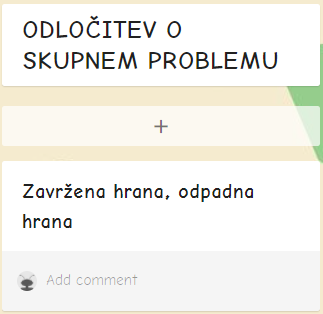 ODLOČITEV O
SKUPNEM PROBLEMU
+
Zavržena hrana, odpadna
hrana
Add comment